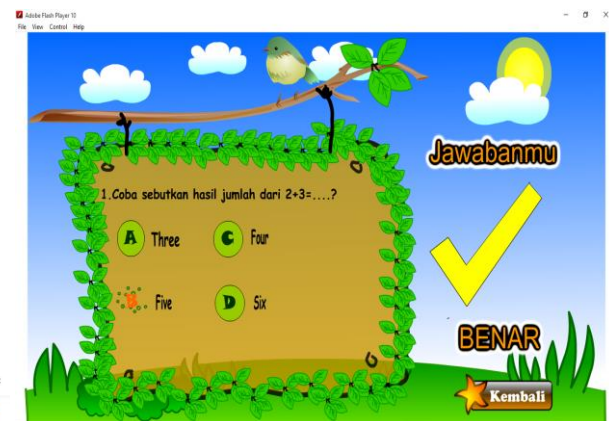 Adobe Flash Player 10
File View Control Help
Jawabanmu
1.Coba sebutkan hasil jumlah dari 2+3=....?
A Three
C Four
B Five
D Six
BENAR
Kembali